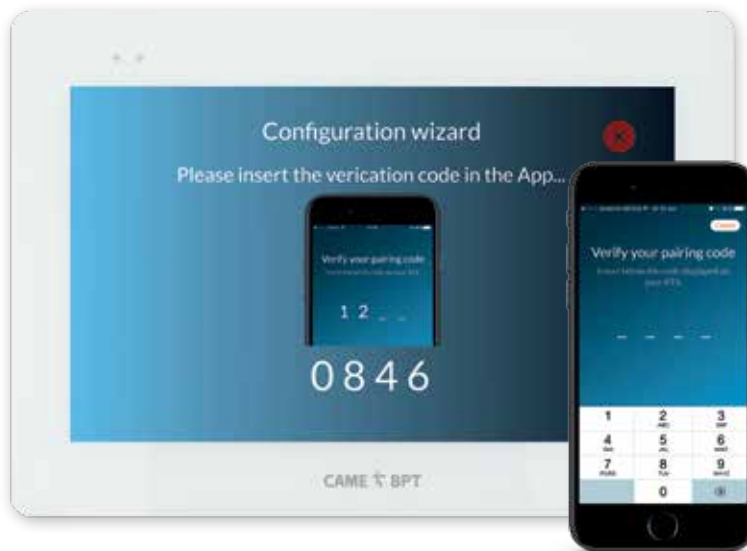 Configuration wizard
Please insert the verication code in the App...
Verify your pairing code
1 2 _ _
0846
CAME BPT
Verify your pairing code
_ _ _ _
1 2 3
4 5 6
7 8 9
0